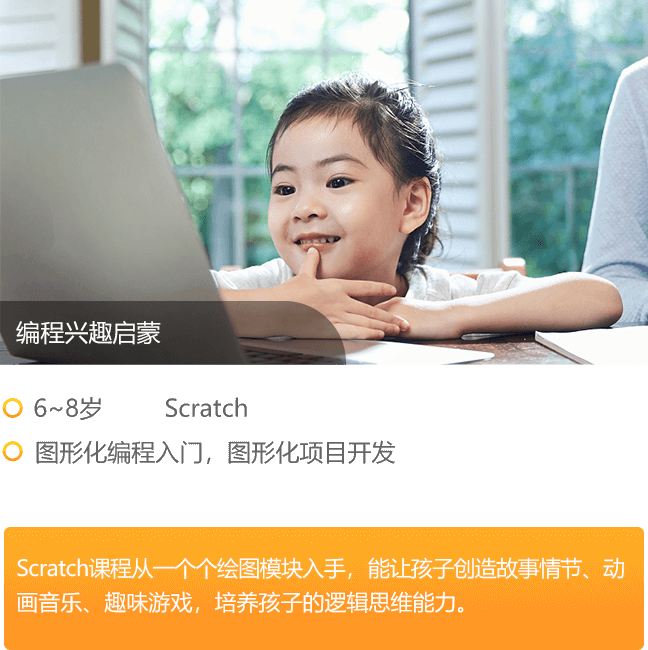 编程兴趣启蒙
6~8岁 Scratch
图形化编程入门，图形化项目开发
Scratch课程从一个个绘图模块入手，能让孩子创造故事情节、动
画音乐、趣味游戏，培养孩子的逻辑思维能力。